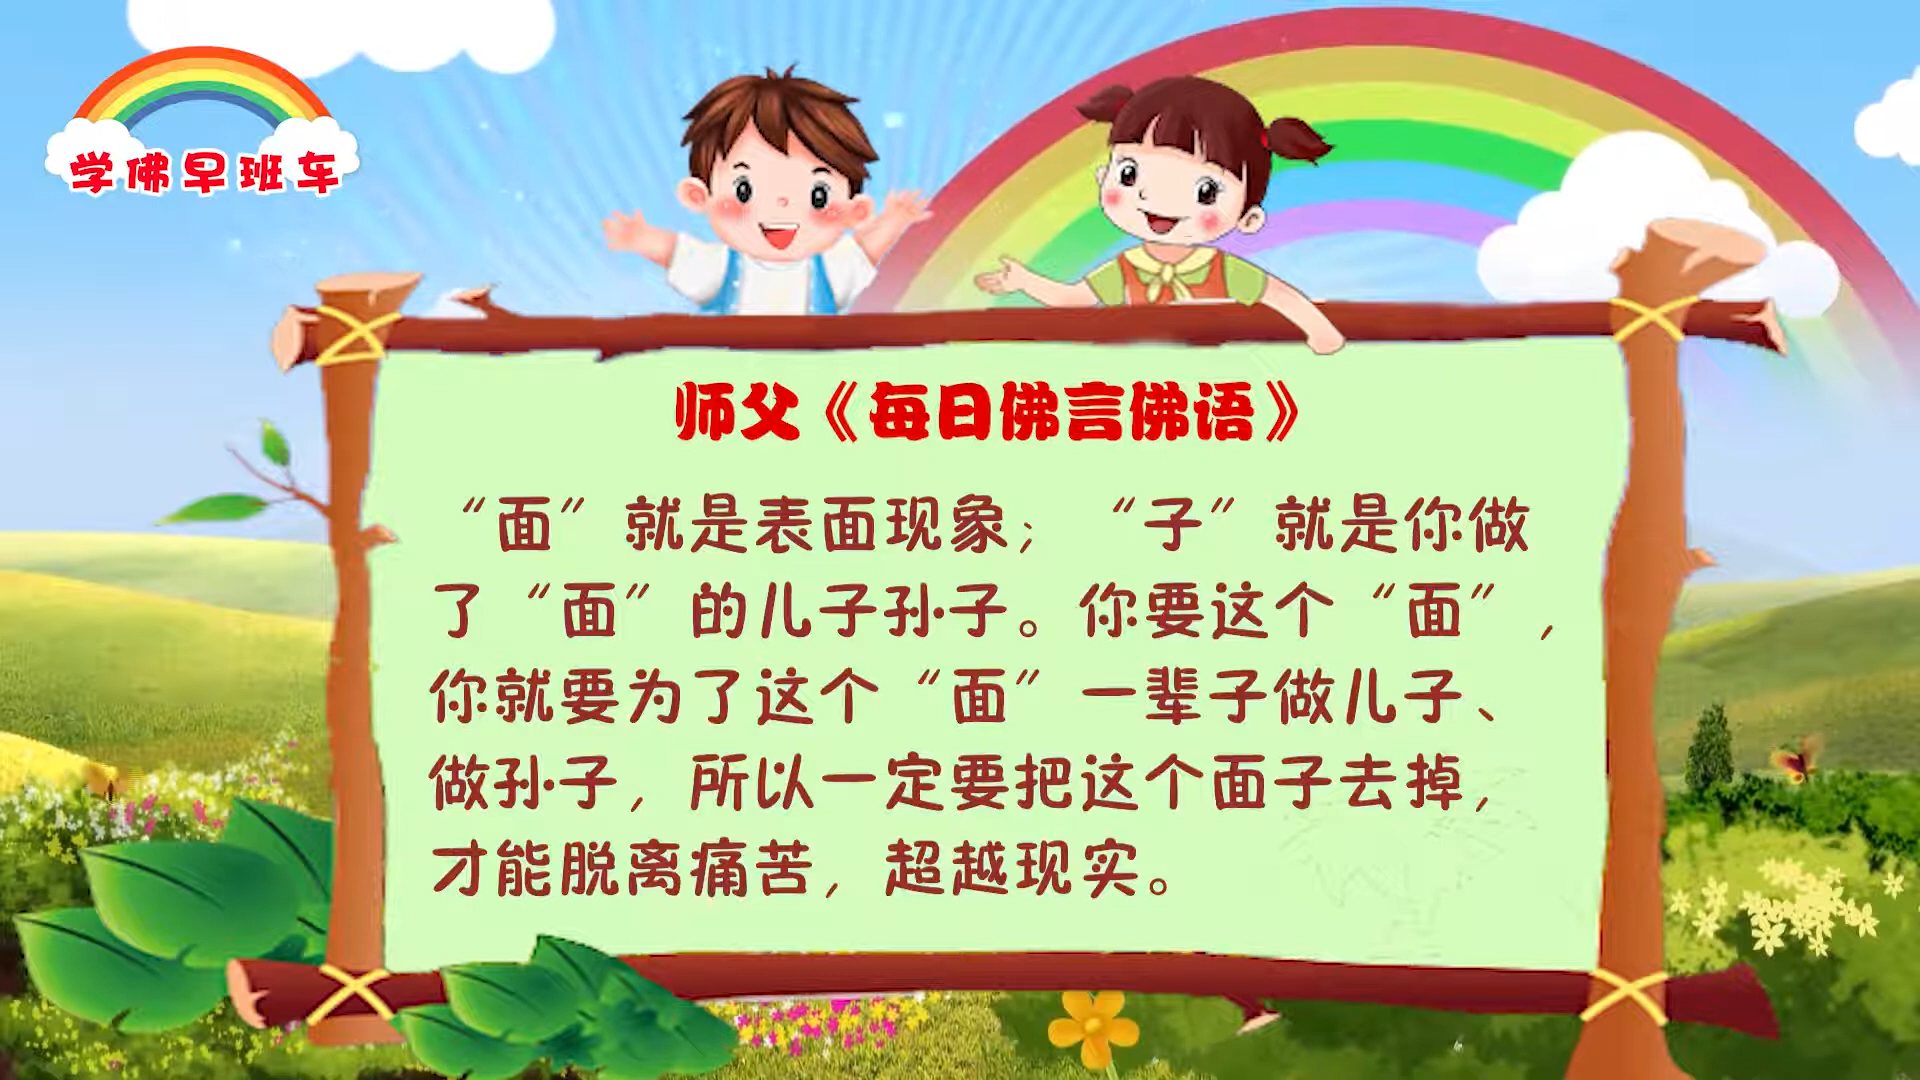 学佛早班车
师父《每日佛言佛语》
“面”就是表面现象；“子”就是你做
了“面”的儿子孙子。你要这个“面”，
你就要为了这个“面”一辈子做儿子、
做孙子，所以一定要把这个面子去掉，
才能脱离痛苦，超越现实。